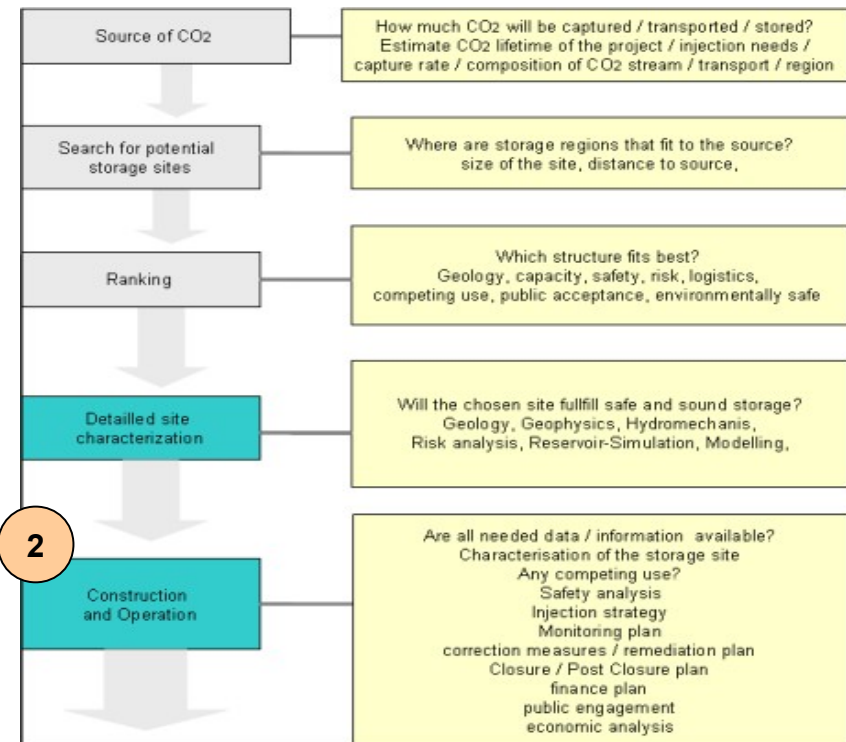 Source of CO2
How much CO2 will be captured / transported / stored?
Estimate CO2 lifetime of the project / injection needs /
capture rate / composition of CO2 stream / transport / region
Search for potential
storage sites
Where are storage regions that fit to the source?
size of the site, distance to source,
Ranking
Which structure fits best?
Geology, capacity, safety, risk, logistics,
competing use, public acceptance, environmentally safe
Detailled site
characterization
Will the chosen site fullfill safe and sound storage?
Geology, Geophysics, Hydromechanis,
Risk analysis, Reservoir-Simulation, Modelling,
2
Construction
and Operation
Are all needed data / information available?
Characterisation of the storage site
Any competing use?
Safety analysis
Injection strategy
Monitoring plan
correction measures / remediation plan
Closure / Post Closure plan
finance plan
public engagement
economic analysis